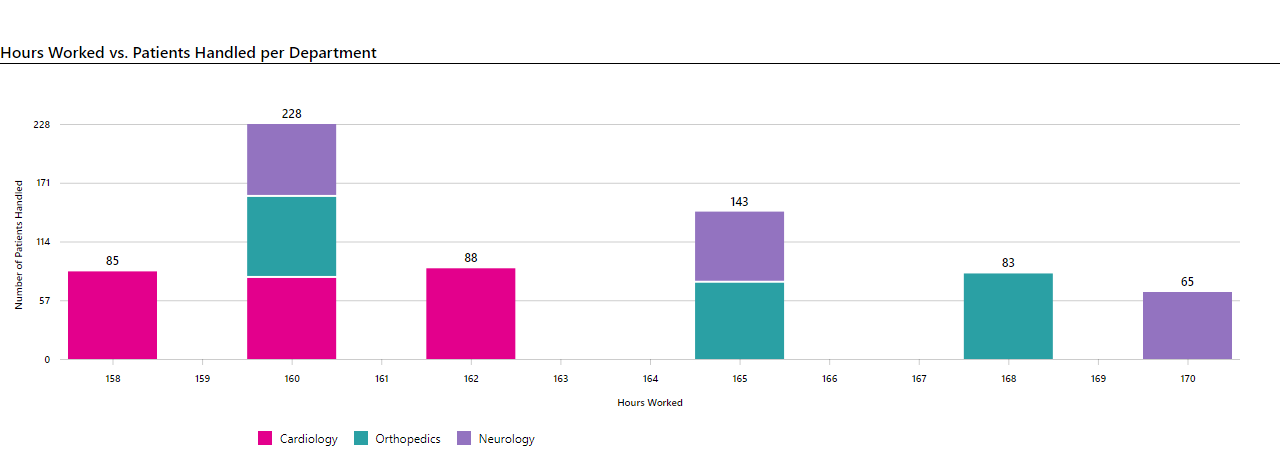 Hours Worked vs. Patients Handled per Department
228
228
171
143
114
85
88
83
65
57
0
Number of Patients Handled
158 159 160 161 162 163 164 165 166 167 168 169 170
Hours Worked
Cardiology Orthopedics Neurology